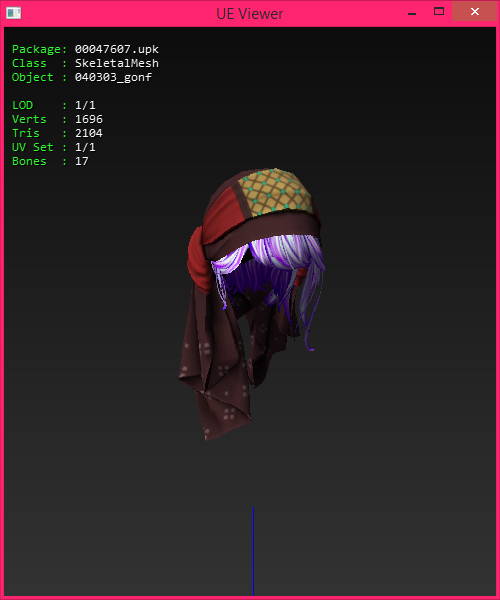 UE Viewer
Package: 00047607.upk
Class : SkeletalMesh
Object : 040303_gonf
LOD : 1/1
Verts : 1696
Tris : 2104
UV Set : 1/1
Bones : 17